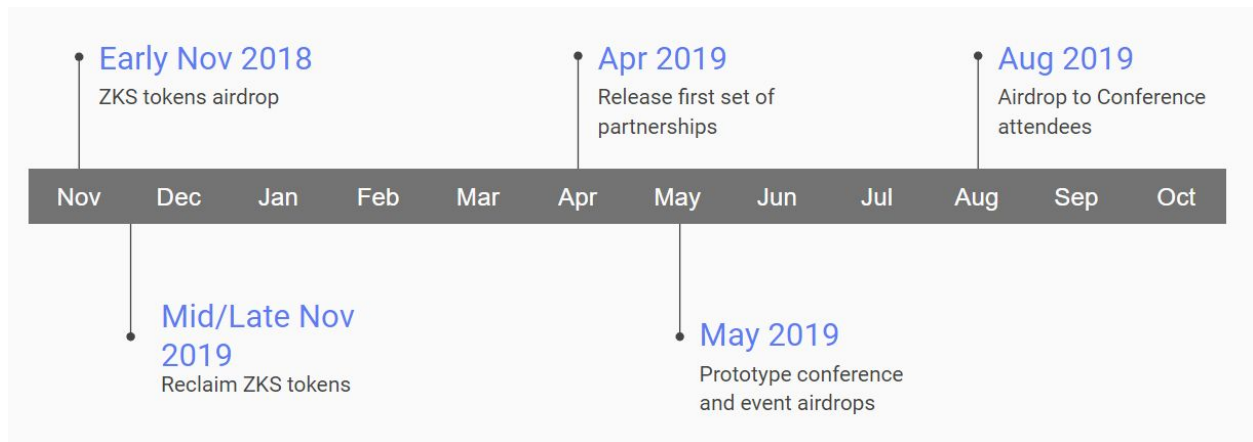 Early Nov 2018
ZKS tokens airdrop
Apr 2019
Release first set of
partnerships
Aug 2019
Airdrop to Conference
attendees
Nov Dec Jan Feb Mar Apr May Jun Jul Aug Sep Oct
Mid/Late Nov
2019
Reclaim ZKS tokens
May 2019
Prototype conference
and event airdrops